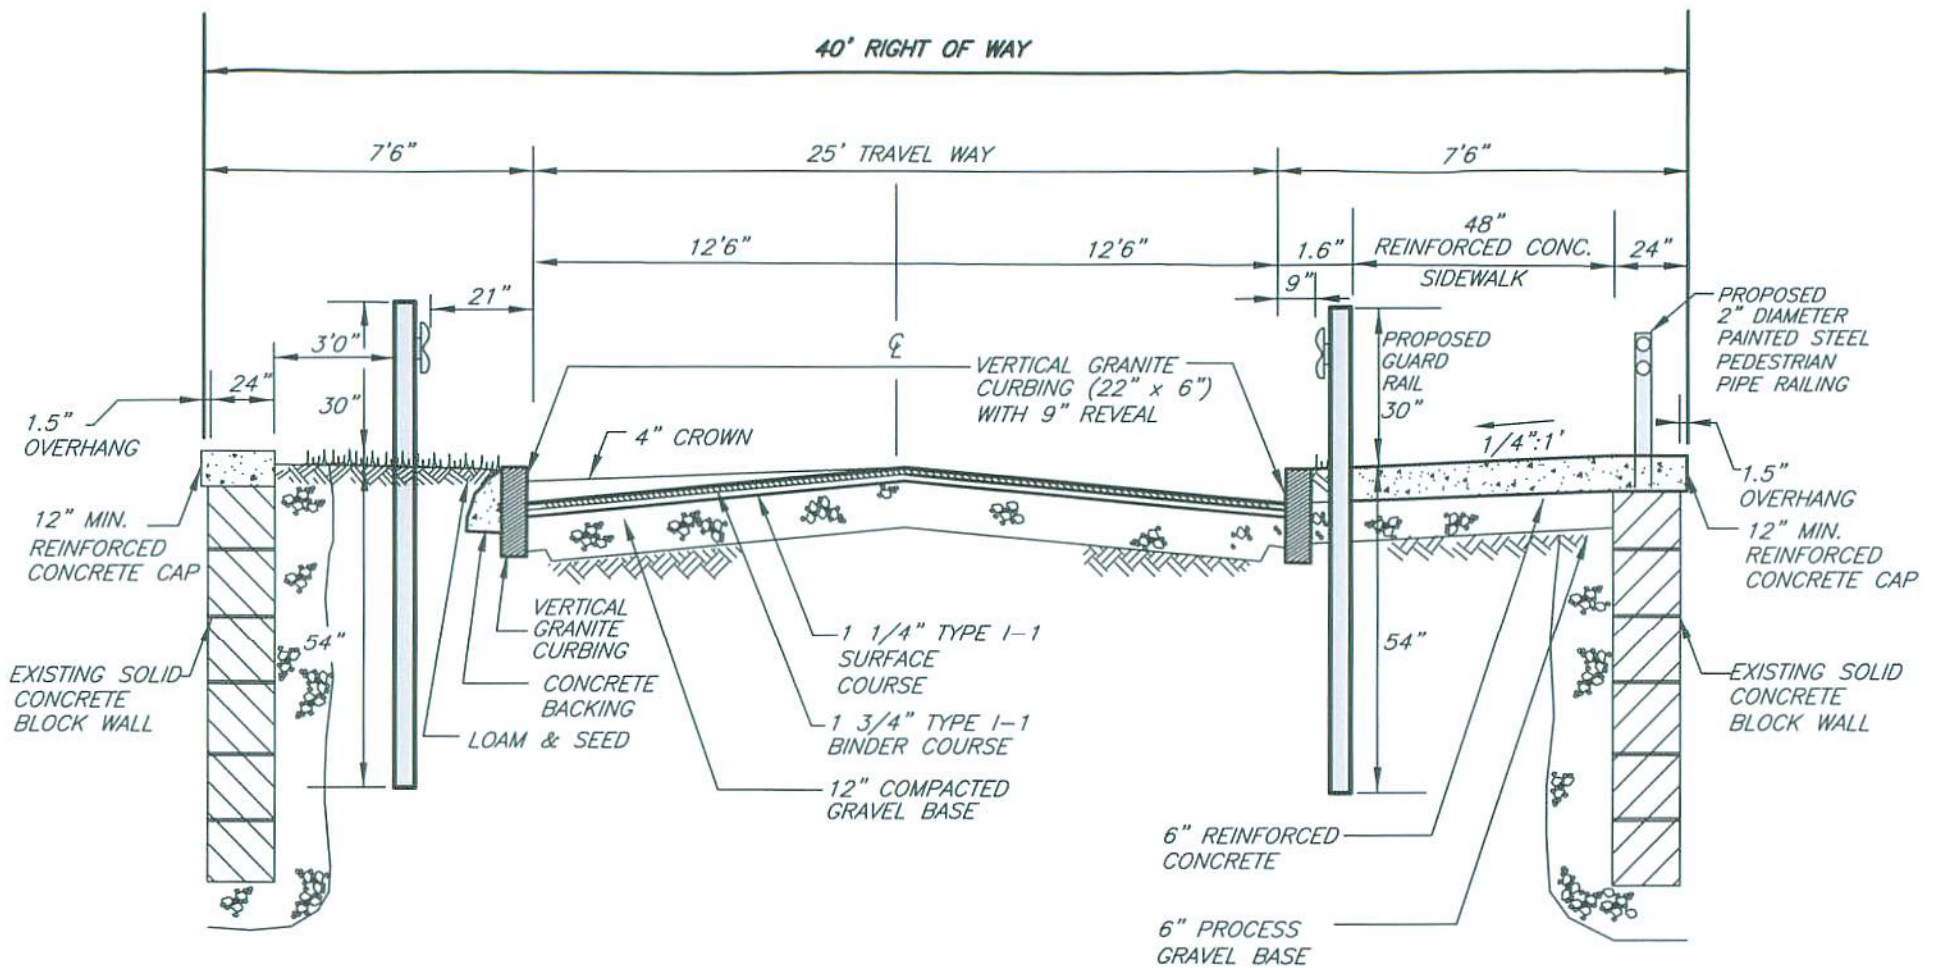 40' RIGHT OF WAY
7'6"
25' TRAVEL WAY
7'6"
12'6"
12'6"
1.6"
48"
REINFORCED CONC.
SIDEWALK
24"
9"
21"
3'0"
24"
30"
1.5"
OVERHANG
12" MIN.
REINFORCED
CONCRETE CAP
EXISTING SOLID
CONCRETE
BLOCK WALL
54"
4" CROWN
℄
VERTICAL GRANITE
CURBING (22" x 6")
WITH 9" REVEAL
PROPOSED
GUARD
RAIL
30"
1/4":1'
PROPOSED
2" DIAMETER
PAINTED STEEL
PEDESTRIAN
PIPE RAILING
1.5"
OVERHANG
12" MIN.
REINFORCED
CONCRETE CAP
54"
EXISTING SOLID
CONCRETE
BLOCK WALL
VERTICAL
GRANITE
CURBING
CONCRETE
BACKING
LOAM & SEED
1 1/4" TYPE I-1
SURFACE
COURSE
1 3/4" TYPE I-1
BINDER COURSE
12" COMPACTED
GRAVEL BASE
6" REINFORCED
CONCRETE
6" PROCESS
GRAVEL BASE